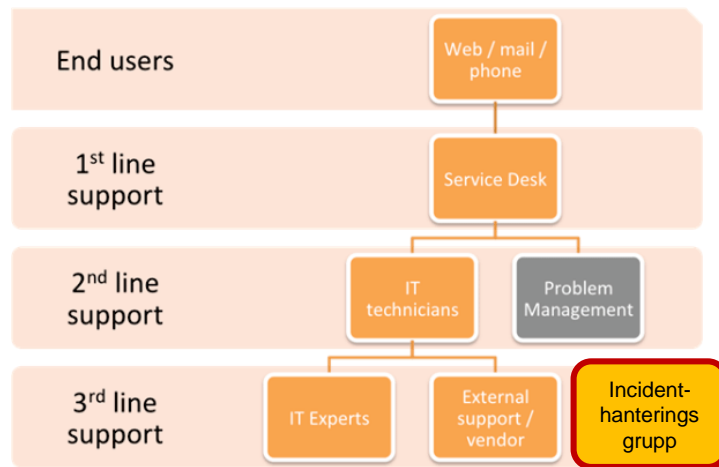 End users
Web / mail /
phone
1st line
support
Service Desk
2nd line
support
IT
technicians
Problem
Management
3rd line
support
IT Experts
External
support /
vendor
Incident-
hanterings
grupp